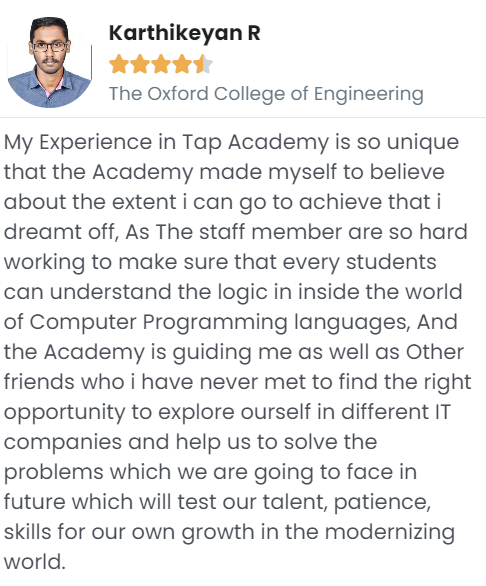 Karthikeyan R
The Oxford College of Engineering
My Experience in Tap Academy is so unique
that the Academy made myself to believe
about the extent i can go to achieve that i
dreamt off, As The staff member are so hard
working to make sure that every students
can understand the logic in inside the world
of Computer Programming languages, And
the Academy is guiding me as well as Other
friends who i have never met to find the right
opportunity to explore ourself in different IT
companies and help us to solve the
problems which we are going to face in
future which will test our talent, patience,
skills for our own growth in the modernizing
world.